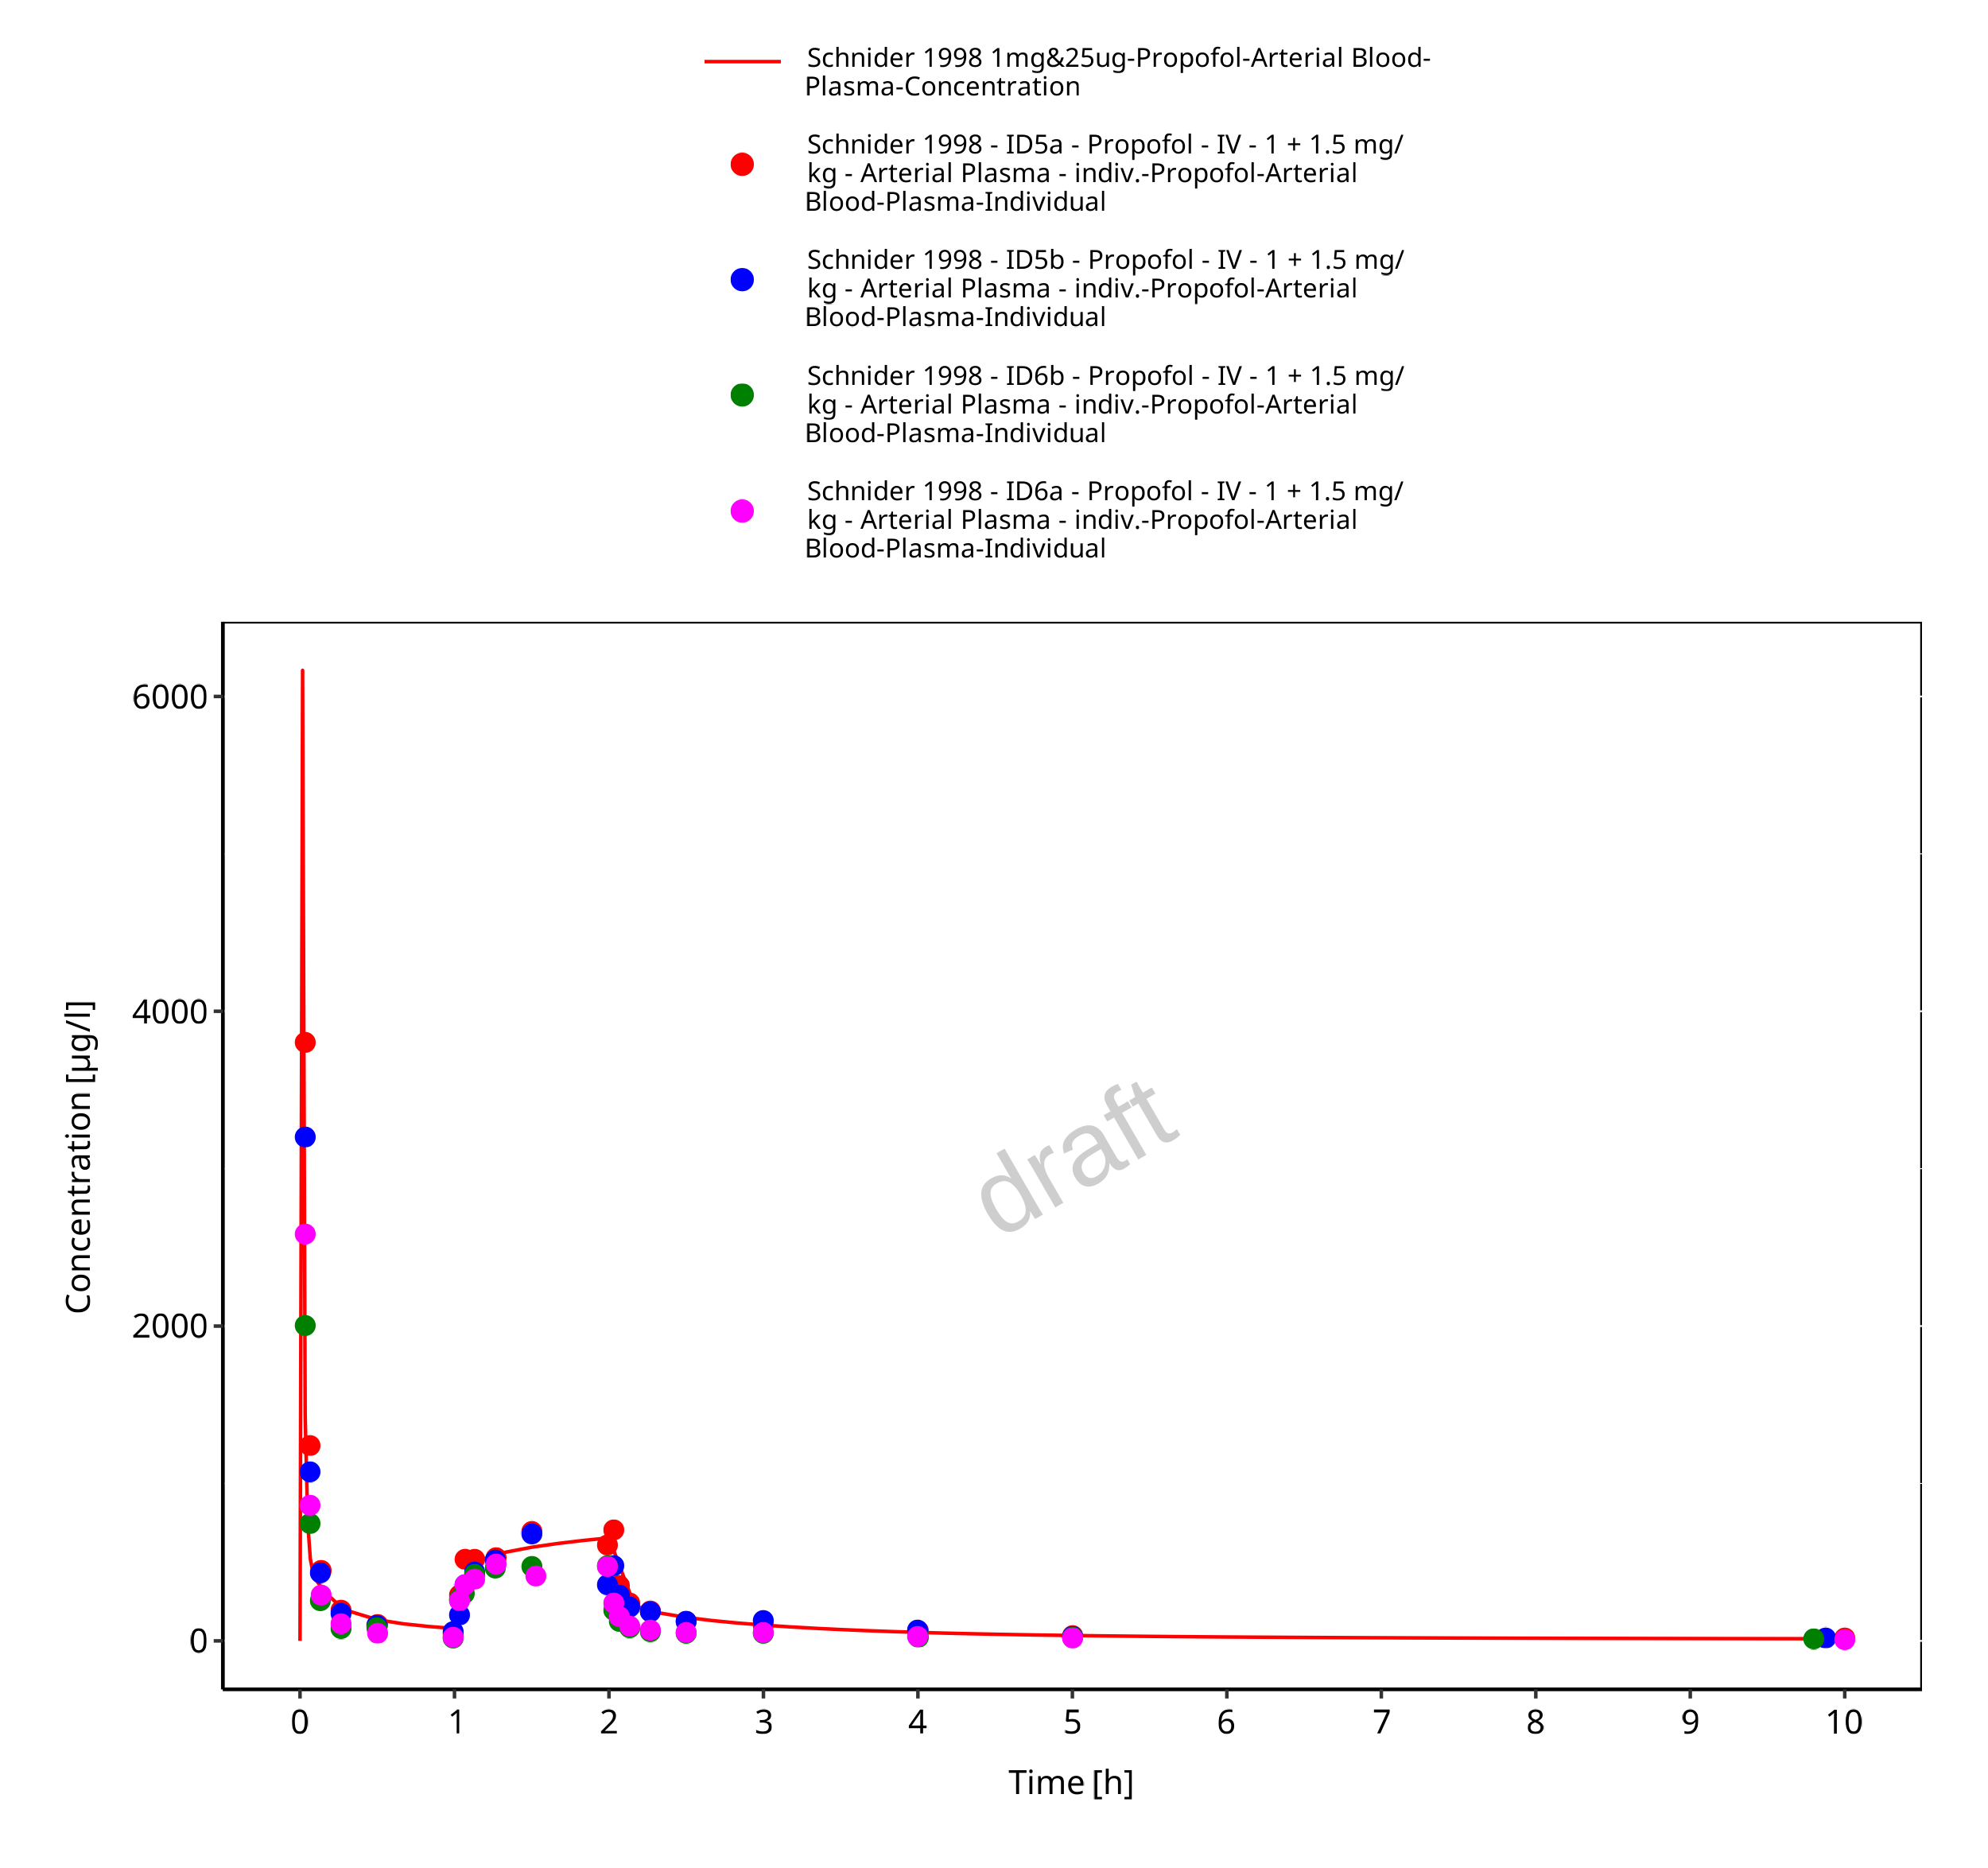 Schnider 1998 1mg&25ug-Propofol-Arterial Blood-
Plasma-Concentration
Schnider 1998 - ID5a - Propofol - IV - 1 + 1.5 mg/
kg - Arterial Plasma - indiv.-Propofol-Arterial
Blood-Plasma-Individual
Schnider 1998 - ID5b - Propofol - IV - 1 + 1.5 mg/
kg - Arterial Plasma - indiv.-Propofol-Arterial
Blood-Plasma-Individual
Schnider 1998 - ID6b - Propofol - IV - 1 + 1.5 mg/
kg - Arterial Plasma - indiv.-Propofol-Arterial
Blood-Plasma-Individual
Schnider 1998 - ID6a - Propofol - IV - 1 + 1.5 mg/
kg - Arterial Plasma - indiv.-Propofol-Arterial
Blood-Plasma-Individual
Concentration [µg/l]
6000
4000
2000
0
draft
0 1 2 3 4 5 6 7 8 9 10
Time [h]